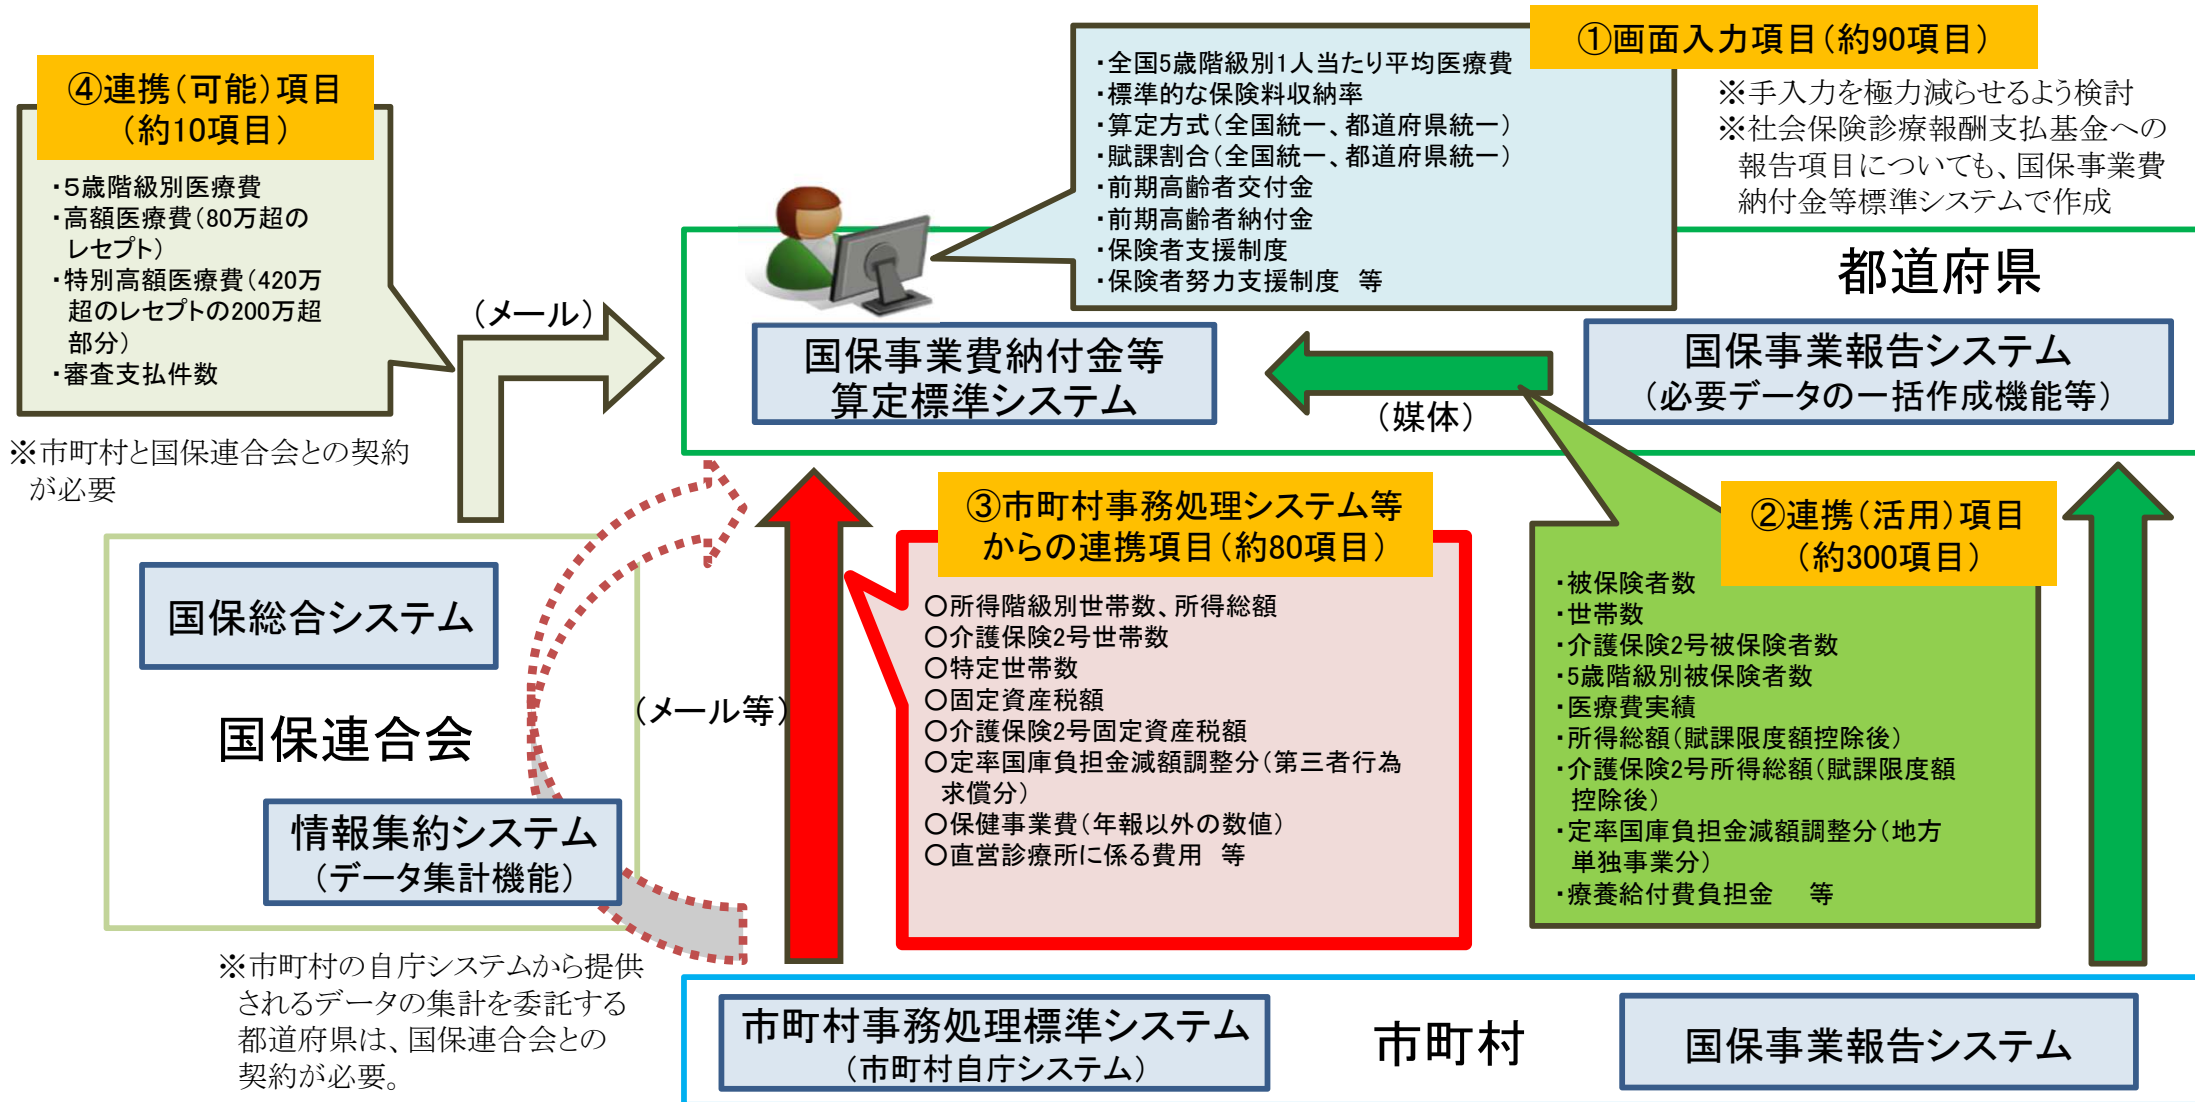 ①画面入力項目(約90項目)
・全国5歳階級別1人当たり平均医療費
・標準的な保険料収納率
・算定方式(全国統一、都道府県統一)
・賦課割合(全国統一、都道府県統一)
・前期高齢者交付金
・前期高齢者納付金
・保険者支援制度
・保険者努力支援制度 等
※手入力を極力減らせるよう検討
※社会保険診療報酬支払基金への
報告項目についても、国保事業費
納付金等標準システムで作成
④連携(可能)項目
(約10項目)
・5歳階級別医療費
・高額医療費(80万超の
レセプト)
・特別高額医療費(420万
超のレセプトの200万超
部分)
・審査支払件数
※市町村と国保連合会との契約
が必要
(メール)
都道府県
国保事業費納付金等
算定標準システム
(媒体)
国保事業報告システム
(必要データの一括作成機能等)
③市町村事務処理システム等
からの連携項目(約80項目)
○所得階級別世帯数、所得総額
○介護保険2号世帯数
○特定世帯数
○固定資産税額
○介護保険2号固定資産税額
○定率国庫負担金減額調整分(第三者行為
求償分)
○保健事業費(年報以外の数値)
○直営診療所に係る費用 等
②連携(活用)項目
(約300項目)
・被保険者数
・世帯数
・介護保険2号被保険者数
・5歳階級別被保険者数
・医療費実績
・所得総額(賦課限度額控除後)
・介護保険2号所得総額(賦課限度額
控除後)
・定率国庫負担金減額調整分(地方
単独事業分)
・療養給付費負担金 等
国保総合システム
国保連合会
(メール等)
情報集約システム
(データ集計機能)
※市町村の自庁システムから提供
されるデータの集計を委託する
都道府県は、国保連合会との
契約が必要。
市町村事務処理標準システム
(市町村自庁システム)
市町村
国保事業報告システム